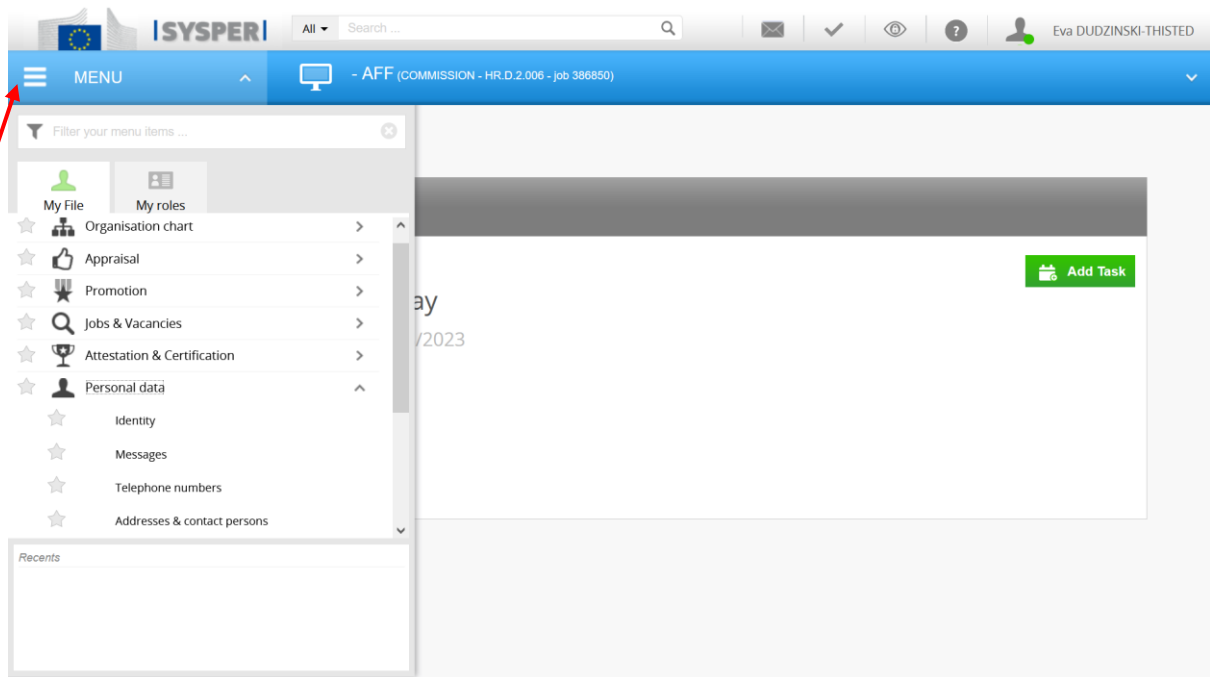 SYSPER All Search ... ? Eva DUDZINSKI-THISTED
MENU - AFF (COMMISSION - HR.D.2.006 - job 386850)
Filter your menu items ...
My File My roles
Organisation chart
Appraisal
Add Task
Promotion
ay
Jobs & Vacancies
/2023
Attestation & Certification
Personal data
Identity
Messages
Telephone numbers
Addresses & contact persons
Recents